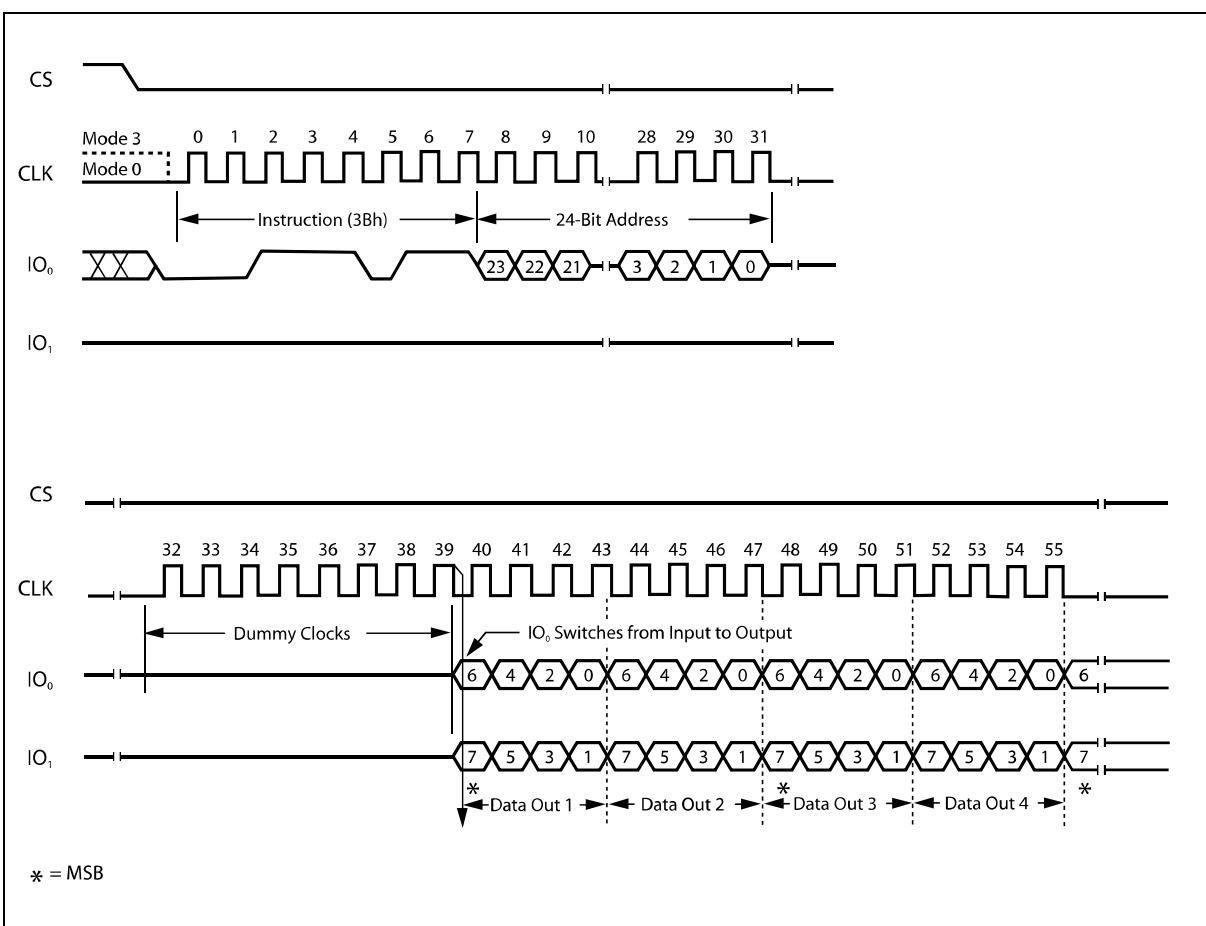 CS
Mode 3
0 1 2 3 4 5 6 7 8 9 10 28 29 30 31
CLK
Mode 0
Instruction (3Bh)
24-Bit Address
IO₀
23 22 21 3 2 1 0
IO₁
CS
32 33 34 35 36 37 38 39 40 41 42 43 44 45 46 47 48 49 50 51 52 53 54 55
CLK
Dummy Clocks
IO₀ Switches from Input to Output
IO₀
6 4 2 0 6 4 2 0 6 4 2 0 6 4 2 0 6
IO₁
7 5 3 1 7 5 3 1 7 5 3 1 7 5 3 1 7
* * *
Data Out 1 Data Out 2 Data Out 3 Data Out 4
* = MSB